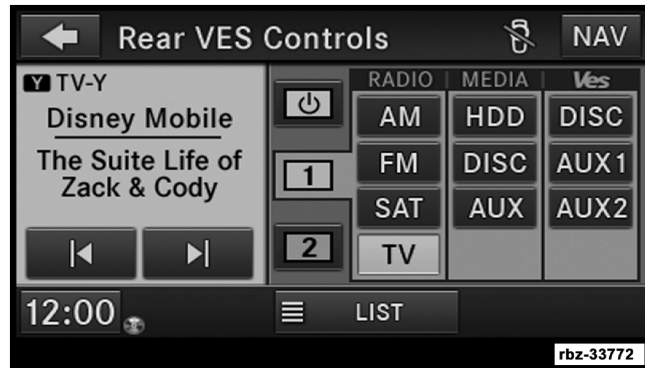 Rear VES Controls
NAV
Y TV-Y
Disney Mobile
The Suite Life of
Zack & Cody
1
2
RADIO MEDIA Ves
AM HDD DISC
FM DISC AUX1
SAT AUX AUX2
TV
12:00
LIST
rbz-33772